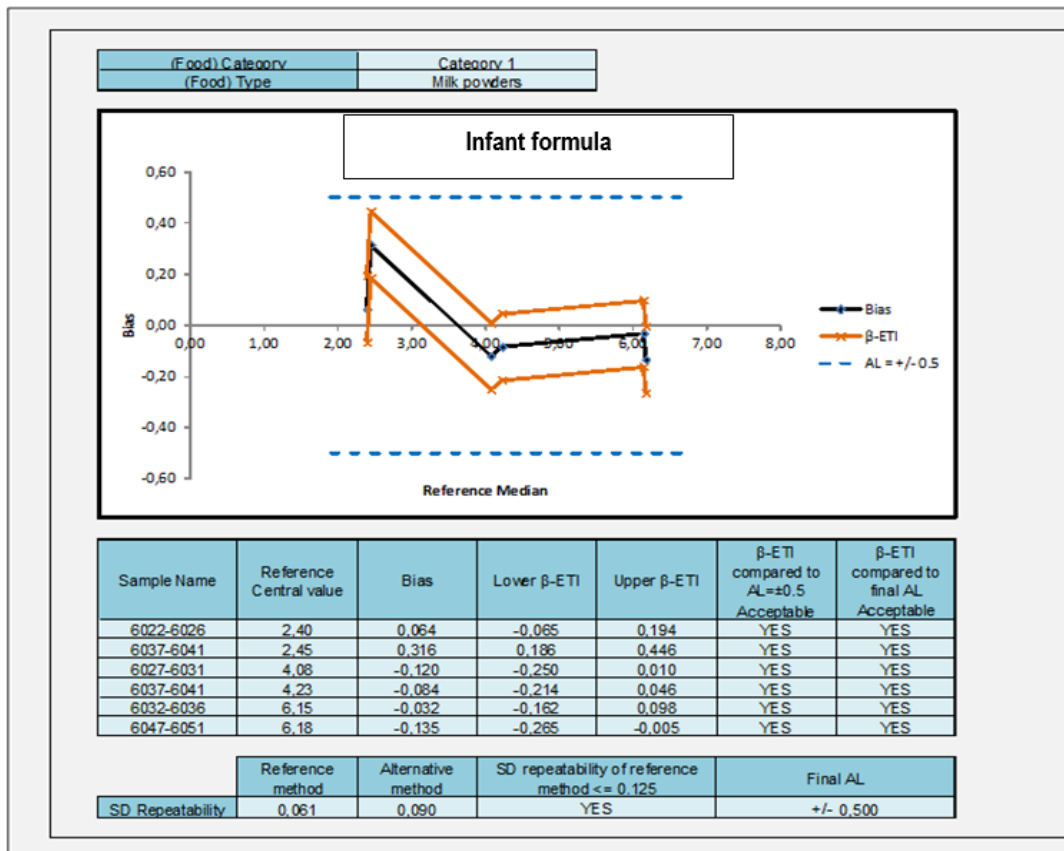 (Food) Category Category 1
(Food) Type Milk powders
Infant formula
0,60
0,40
0,20
0,00
-0,20
-0,40
-0,60
Bias
0,00 1,00 2,00 3,00 4,00 5,00 6,00 7,00 8,00
Reference Median
Bias
β-ETI
AL = +/- 0.5
Sample Name Reference Central value Bias Lower β-ETI Upper β-ETI β-ETI compared to AL=±0.5 Acceptable β-ETI compared to final AL Acceptable
6022-6026 2,40 0,064 -0,065 0,194 YES YES
6037-6041 2,45 0,316 0,186 0,446 YES YES
6027-6031 4,08 -0,120 -0,250 0,010 YES YES
6037-6041 4,23 -0,084 -0,214 0,046 YES YES
6032-6036 6,15 -0,032 -0,162 0,098 YES YES
6047-6051 6,18 -0,135 -0,265 -0,005 YES YES
Reference method Alternative method SD repeatability of reference method <= 0.125 Final AL
SD Repeatability 0,061 0,090 YES +/- 0,500